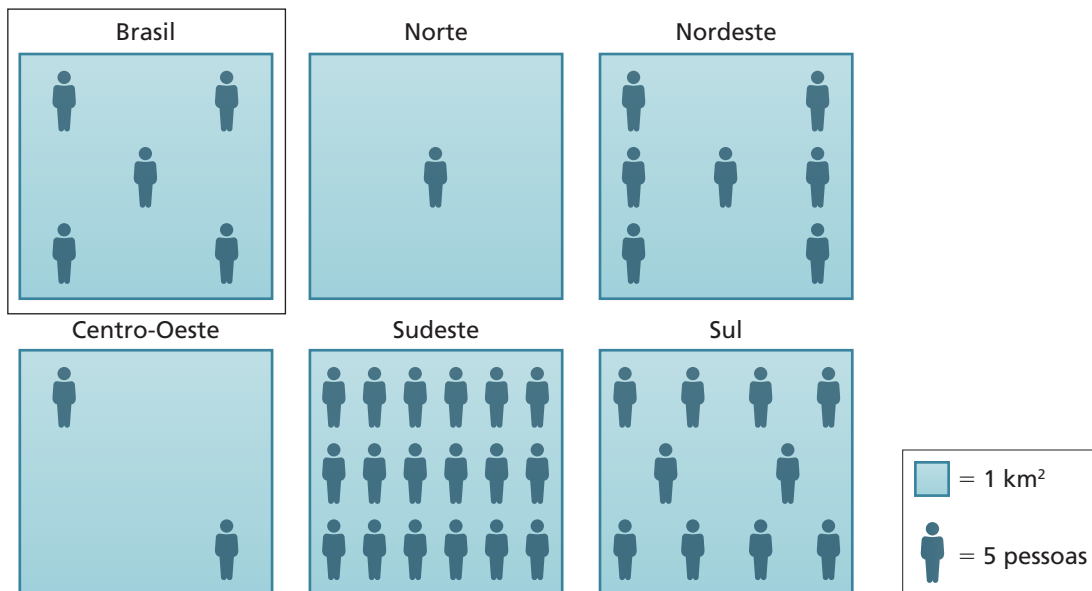 Brasil
Norte
Nordeste
Centro-Oeste
Sudeste
Sul
= 1 km²
= 5 pessoas